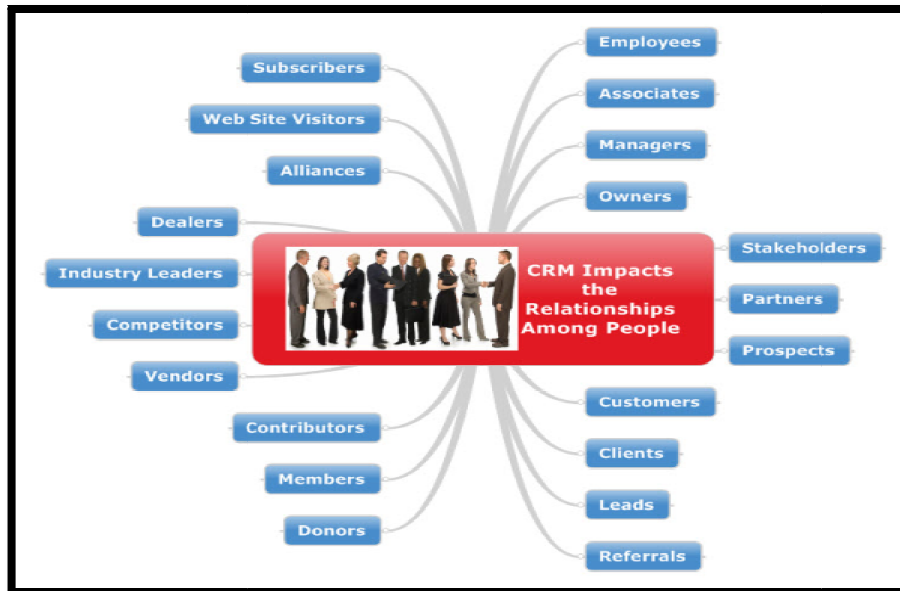 Employees
Associates
Managers
Owners
Stakeholders
Partners
Prospects
Customers
Clients
Leads
Referrals
Subscribers
Web Site Visitors
Alliances
Dealers
Industry Leaders
Competitors
Vendors
Contributors
Members
Donors
CRM Impacts
the
Relationships
Among People